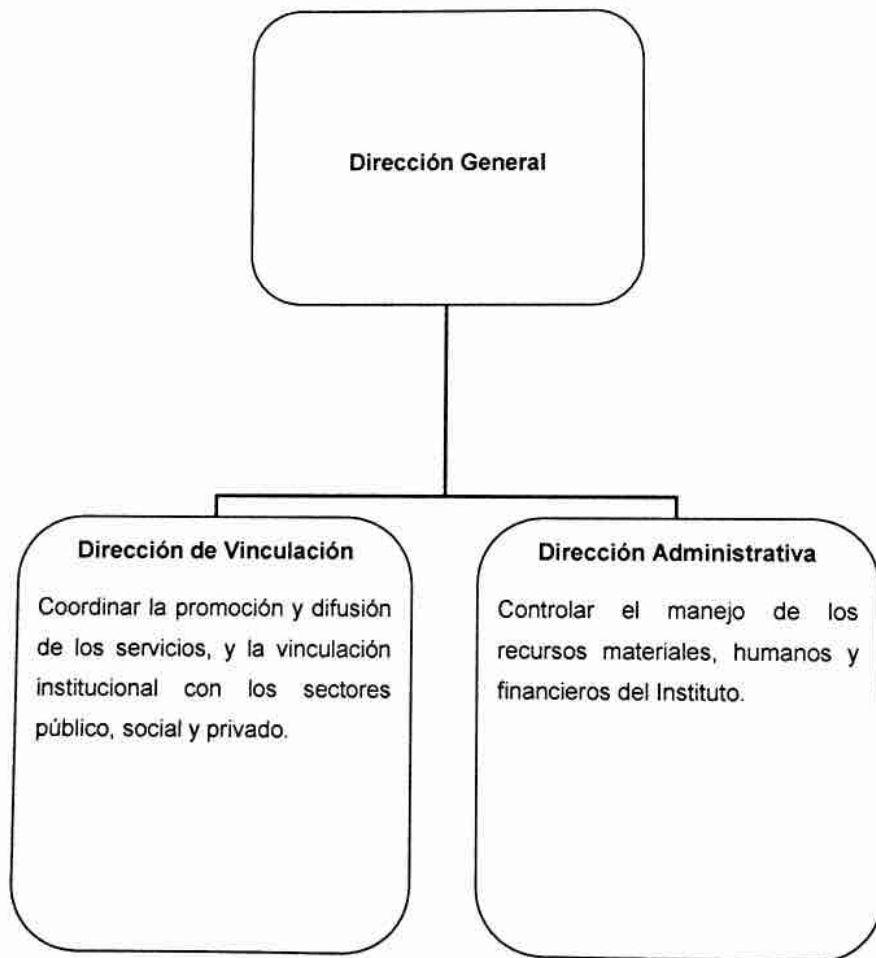 Dirección General
Dirección de Vinculación
Coordinar la promoción y difusión
de los servicios, y la vinculación
institucional con los sectores
público, social y privado.
Dirección Administrativa
Controlar el manejo de los
recursos materiales, humanos y
financieros del Instituto.